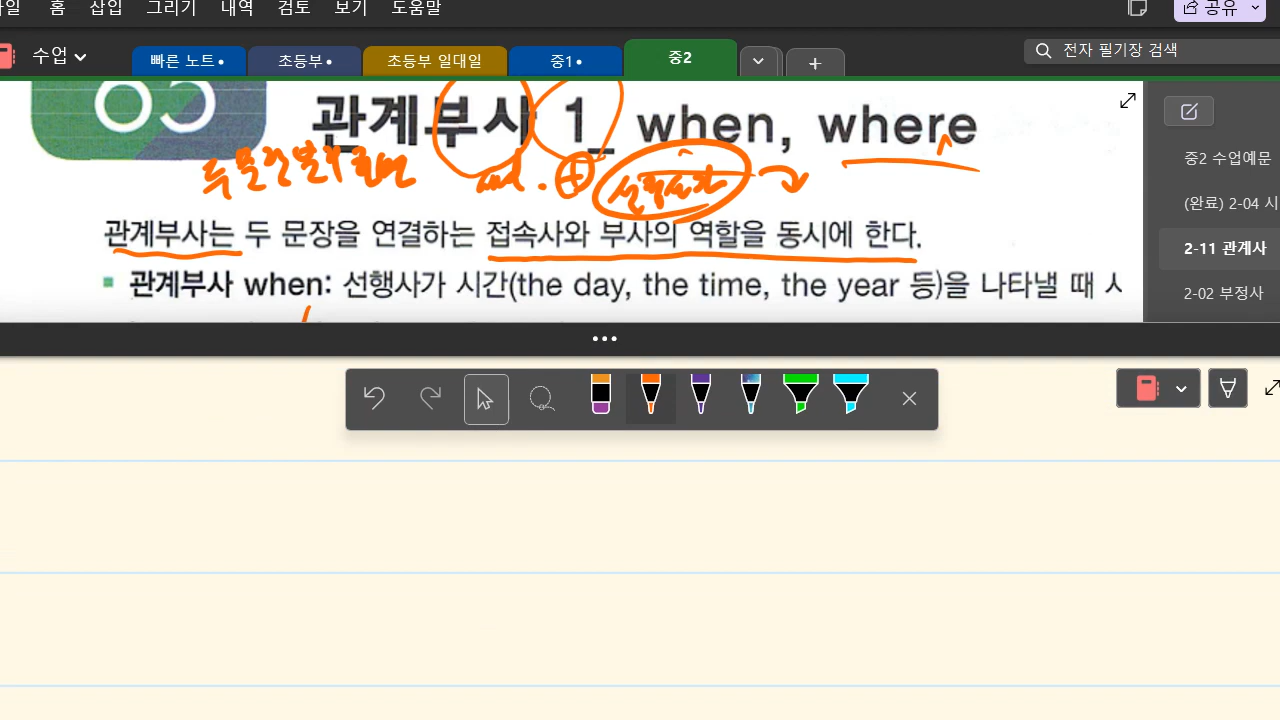 홈 삽입 그리기 내역 검토 보기 도움말 공유
수업 빠른 노트 초등부 초등부 일대일 중1 중2 + 전자 필기장 검색
관계부사 1_ when, where
관계부사는 두 문장을 연결하는 접속사와 부사의 역할을 동시에 한다.
관계부사 when: 선행사가 시간(the day, the time, the year 등)을 나타낼 때
중2 수업예문
(완료) 2-04 시
2-11 관계사
2-02 부정사